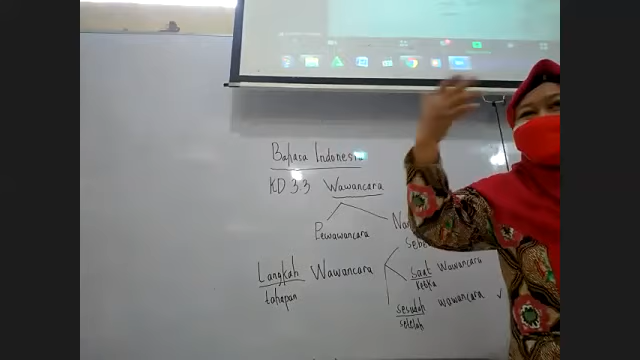 Bahasa Indonesia
KD 3.3 Wawancara
Pewawancara
Langkah Wawancara
tahapan
Saat Wawancara
ketika
sesudah wawancara ✓
setelah